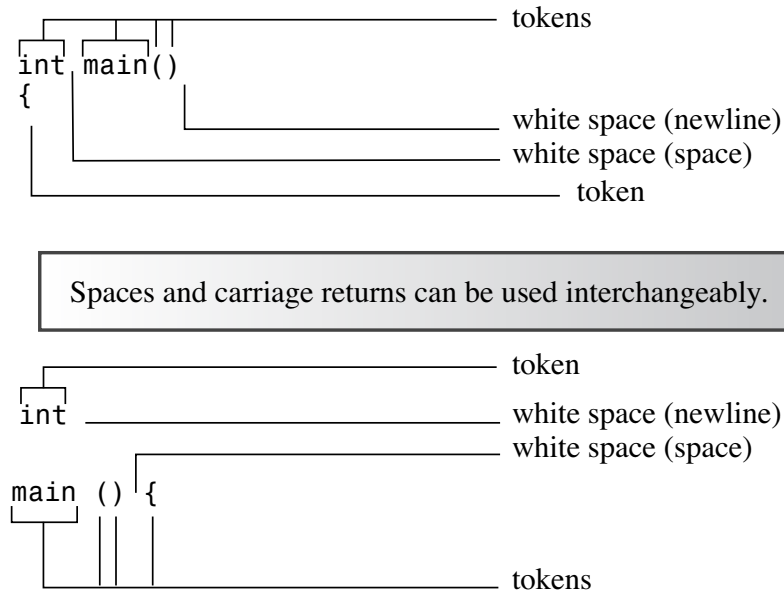 tokens
int main()
{
white space (newline)
white space (space)
token
Spaces and carriage returns can be used interchangeably.
token
int
white space (newline)
white space (space)
main () {
tokens